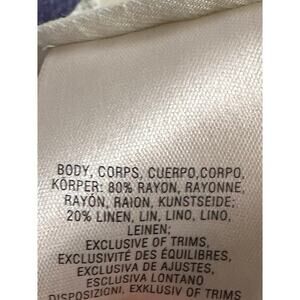 BODY, CORPS, CUERPO,CORPO,
KÖRPER: 80% RAYON, RAYONNE,
RAYÓN, RAION, KUNSTSEIDE;
20% LINEN, LIN, LINO, LINO,
LEINEN;
EXCLUSIVE OF TRIMS,
EXCLUSIVITÉ DES ÉQUILIBRES,
EXCLUSIVA DE AJUSTES,
ESCLUSIVA LONTANO
DISPOSIZIONI, EXKLUSIV OF TRIMS